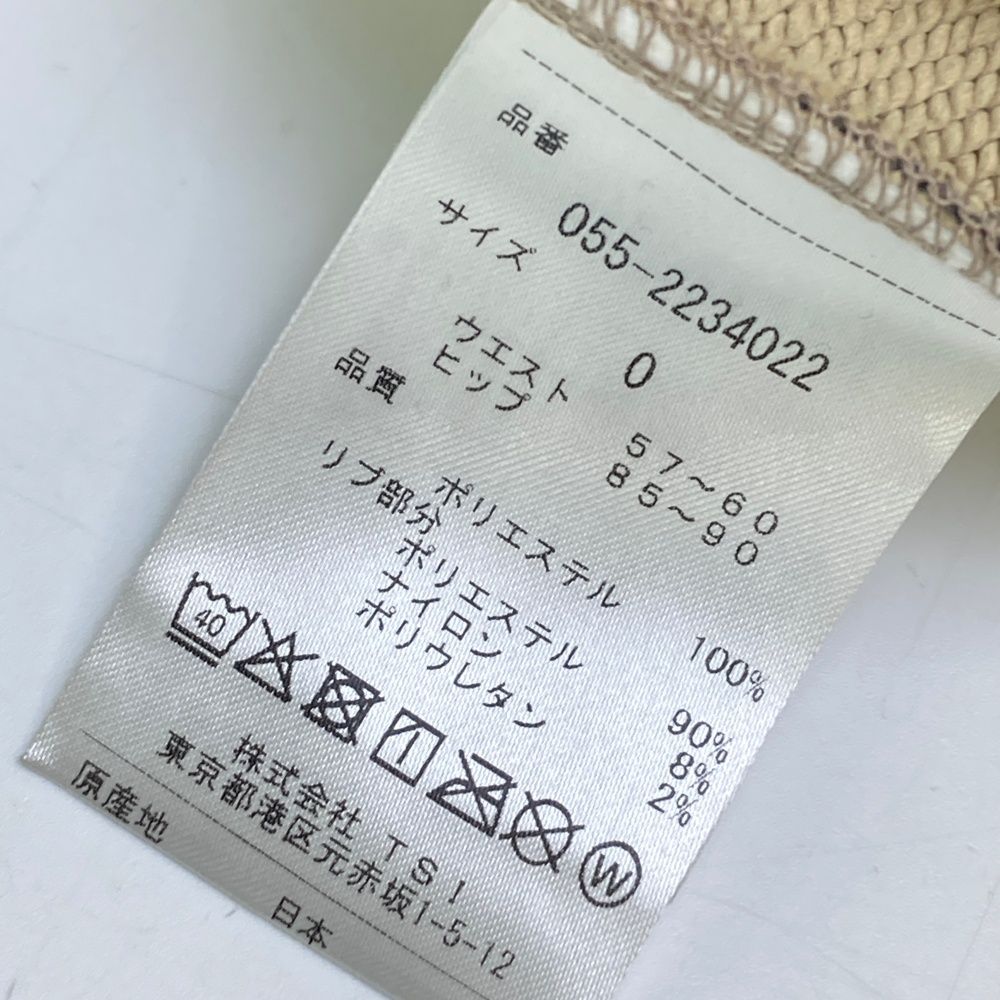 品番
055-2234022
サイズ
0
ウエスト 57~60
ヒップ 85~90
品質
ポリエステル 100%
リブ部分
ポリエステル 90%
ナイロン 8%
ポリウレタン 2%
40
W
株式会社 TSI
東京都港区元赤坂1-5-12
原産地
日本